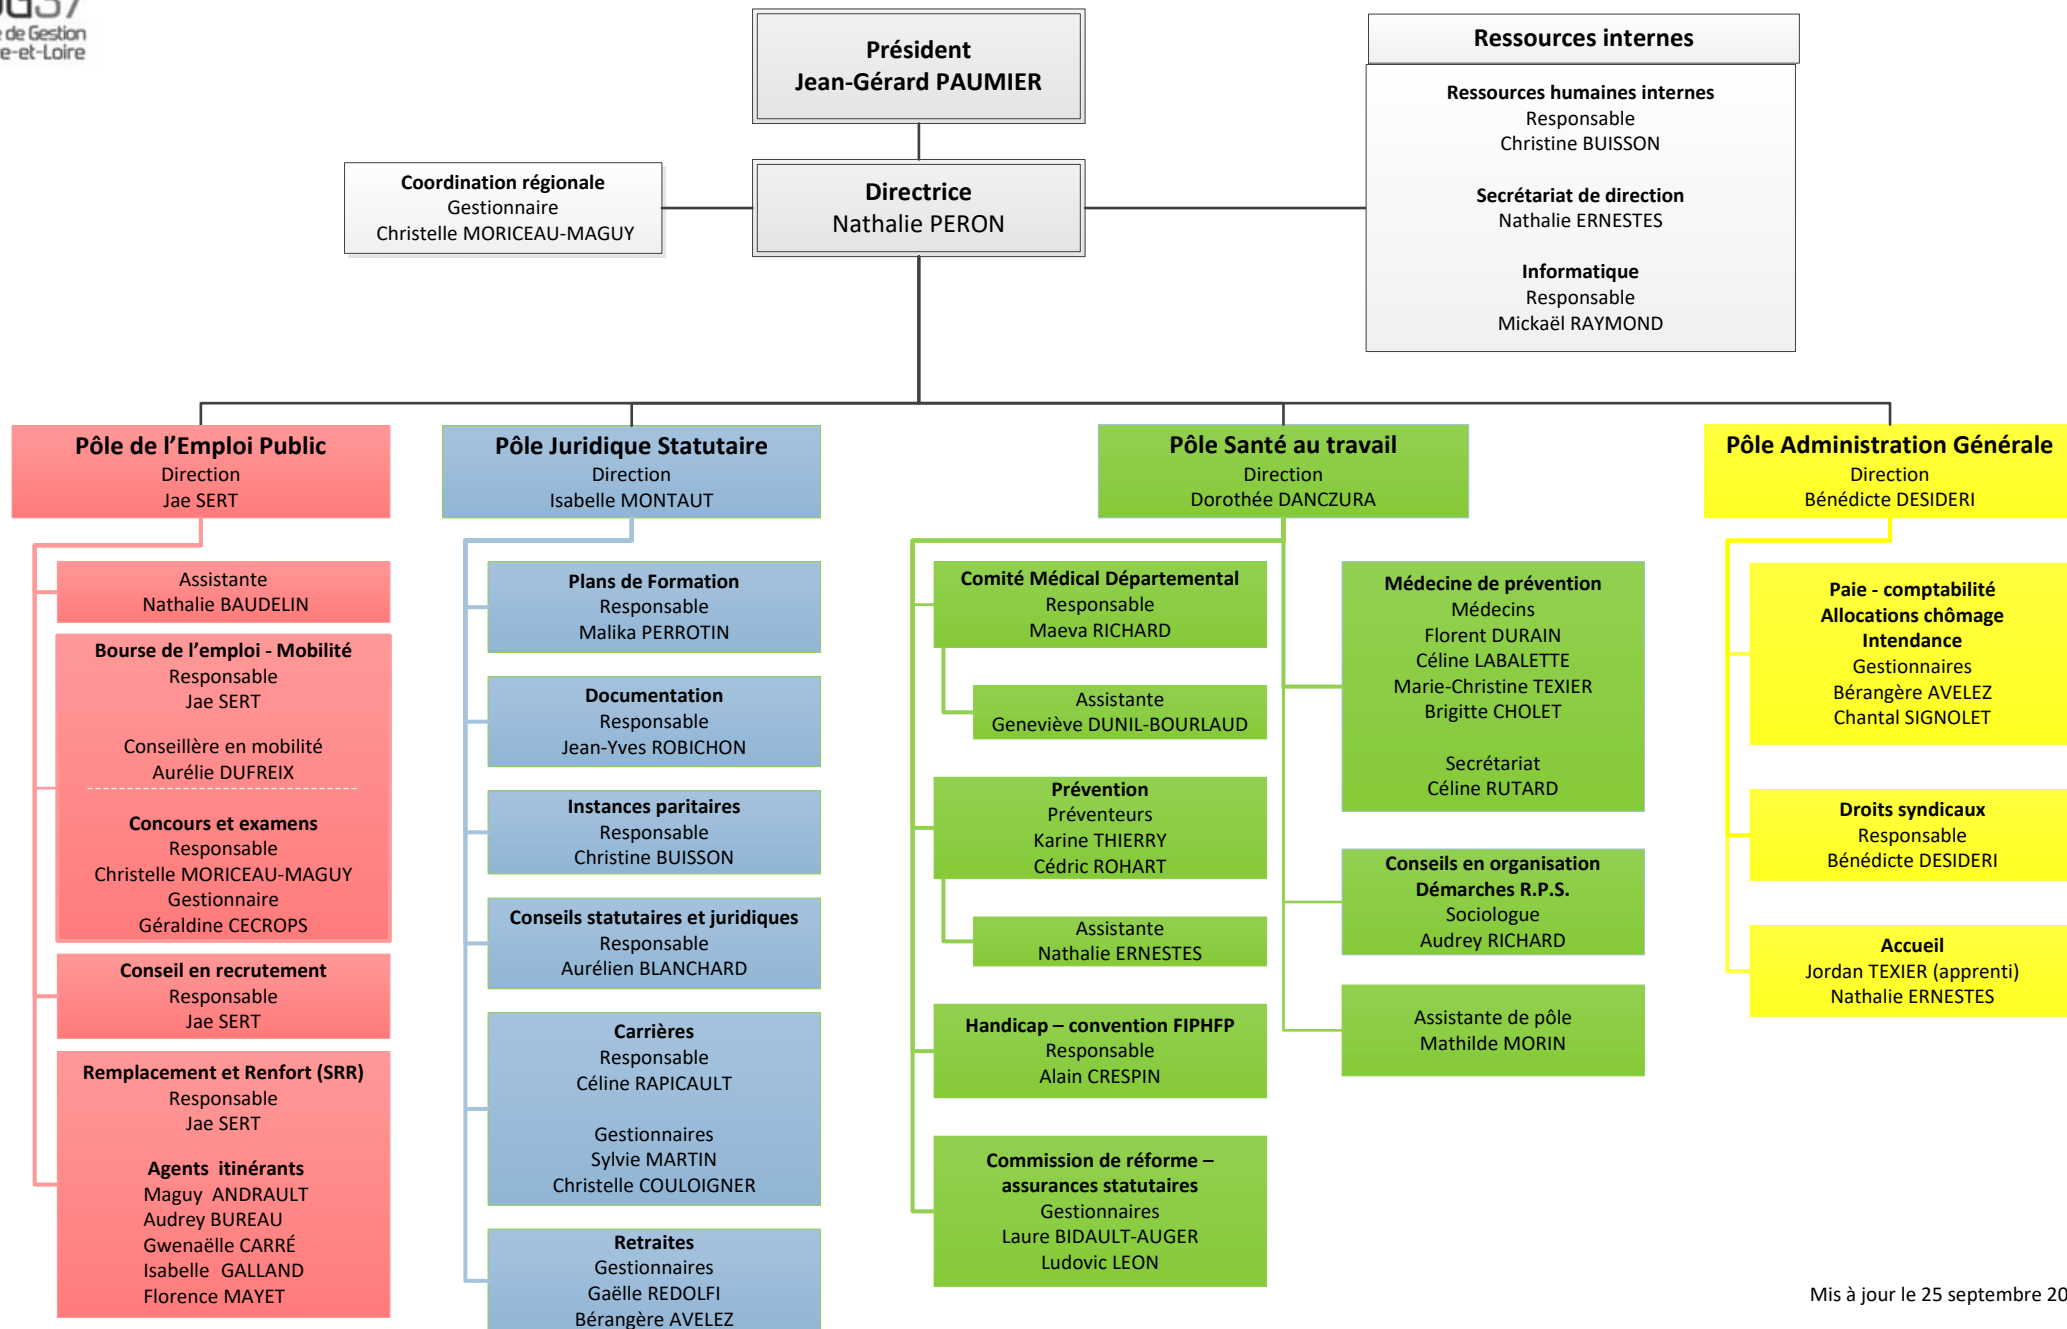 de Gestion
Président
Jean-Gérard PAUMIER
Directrice
Nathalie PERON
Coordination régionale
Gestionnaire
Christelle MORICEAU-MAGUY
Ressources internes
Ressources humaines internes
Responsable
Christine BUISSON
Secrétariat de direction
Nathalie ERNESTES
Informatique
Responsable
Mickaël RAYMOND
Pôle de l’Emploi Public
Direction
Jae SERT
Assistante
Nathalie BAUDELIN
Bourse de l’emploi - Mobilité
Responsable
Jae SERT
Conseillère en mobilité
Aurélie DUFREIX
Concours et examens
Responsable
Christelle MORICEAU-MAGUY
Gestionnaire
Géraldine CECROPS
Conseil en recrutement
Responsable
Jae SERT
Remplacement et Renfort (SRR)
Responsable
Jae SERT
Agents itinérants
Maguy ANDRAULT
Audrey BUREAU
Gwenaëlle CARRÉ
Isabelle GALLAND
Florence MAYET
Pôle Juridique Statutaire
Direction
Isabelle MONTAUT
Plans de Formation
Responsable
Malika PERROTIN
Documentation
Responsable
Jean-Yves ROBICHON
Instances paritaires
Responsable
Christine BUISSON
Conseils statutaires et juridiques
Responsable
Aurélien BLANCHARD
Carrières
Responsable
Céline RAPICAULT
Gestionnaires
Sylvie MARTIN
Christelle COULOIGNER
Retraites
Gestionnaires
Gaëlle REDOLFI
Bérangère AVELEZ
Pôle Santé au travail
Direction
Dorothée DANCZURA
Comité Médical Départemental
Responsable
Maeva RICHARD
Assistante
Geneviève DUNIL-BOURLAUD
Prévention
Préventeurs
Karine THIERRY
Cédric ROHART
Assistante
Nathalie ERNESTES
Handicap – convention FIPHFP
Responsable
Alain CRESPIN
Commission de réforme –
assurances statutaires
Gestionnaires
Laure BIDAULT-AUGER
Ludovic LEON
Médecine de prévention
Médecins
Florent DURAIN
Céline LABALETTE
Marie-Christine TEXIER
Brigitte CHOLET
Secrétariat
Céline RUTARD
Conseils en organisation
Démarches R.P.S.
Sociologue
Audrey RICHARD
Assistante de pôle
Mathilde MORIN
Pôle Administration Générale
Direction
Bénédicte DESIDERI
Paie - comptabilité
Allocations chômage
Intendance
Gestionnaires
Bérangère AVELEZ
Chantal SIGNOLET
Droits syndicaux
Responsable
Bénédicte DESIDERI
Accueil
Jordan TEXIER (apprenti)
Nathalie ERNESTES
Mis à jour le 25 septembre 20